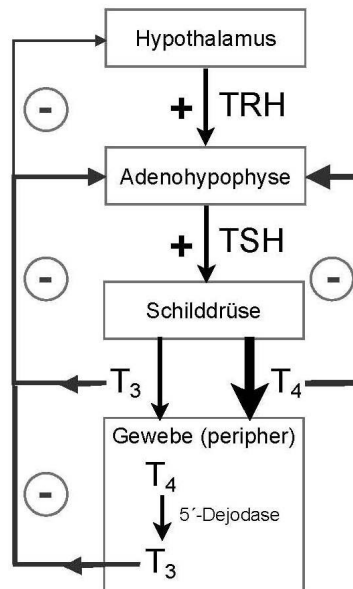 Hypothalamus
-
+ TRH
Adenohypophyse
+ TSH
- -
Schilddrüse
T₃ T₄
Gewebe (peripher)
T₄
-
5´-Dejodase
T₃